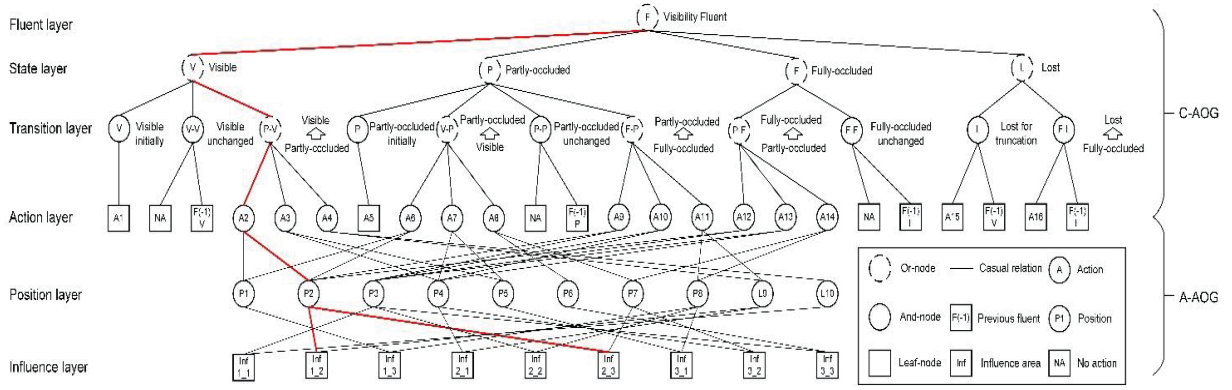 Fluent layer
F
Visibility Fluent
State layer
V
Visible
P
Partly-occluded
F
Fully-occluded
I
Lost
C-AOG
Transition layer
V
Visible
initially
V-V
Visible
unchanged
P-V
Visible
Partly-occluded
P
Partly-occluded
initially
V-P
Partly-occluded
Visible
P-P
Partly-occluded
unchanged
F-P
Partly-occluded
Fully-occluded
P-F
Fully-occluded
Partly-occluded
F-F
Fully-occluded
unchanged
I
Lost for
truncation
F-I
Lost
Fully-occluded
Action layer
A1
NA
F(-1)
V
A2
A3
A4
A5
A6
A7
A8
NA
F(-1)
P
A9
A10
A11
A12
A13
A14
NA
F(-1)
I
A15
F(-1)
V
A16
F(-1)
I
Position layer
P1
P2
P3
P4
P5
P6
P7
P8
L9
L10
A-AOG
Influence layer
Inf
1_1
Inf
1_2
Inf
1_3
Inf
2_1
Inf
2_2
Inf
2_3
Inf
3_1
Inf
3_2
Inf
3_3
Or-node
Casual relation
A
Action
And-node
F(-1)
Previous fluent
P1
Position
Leaf-node
Inf
Influence area
NA
No action